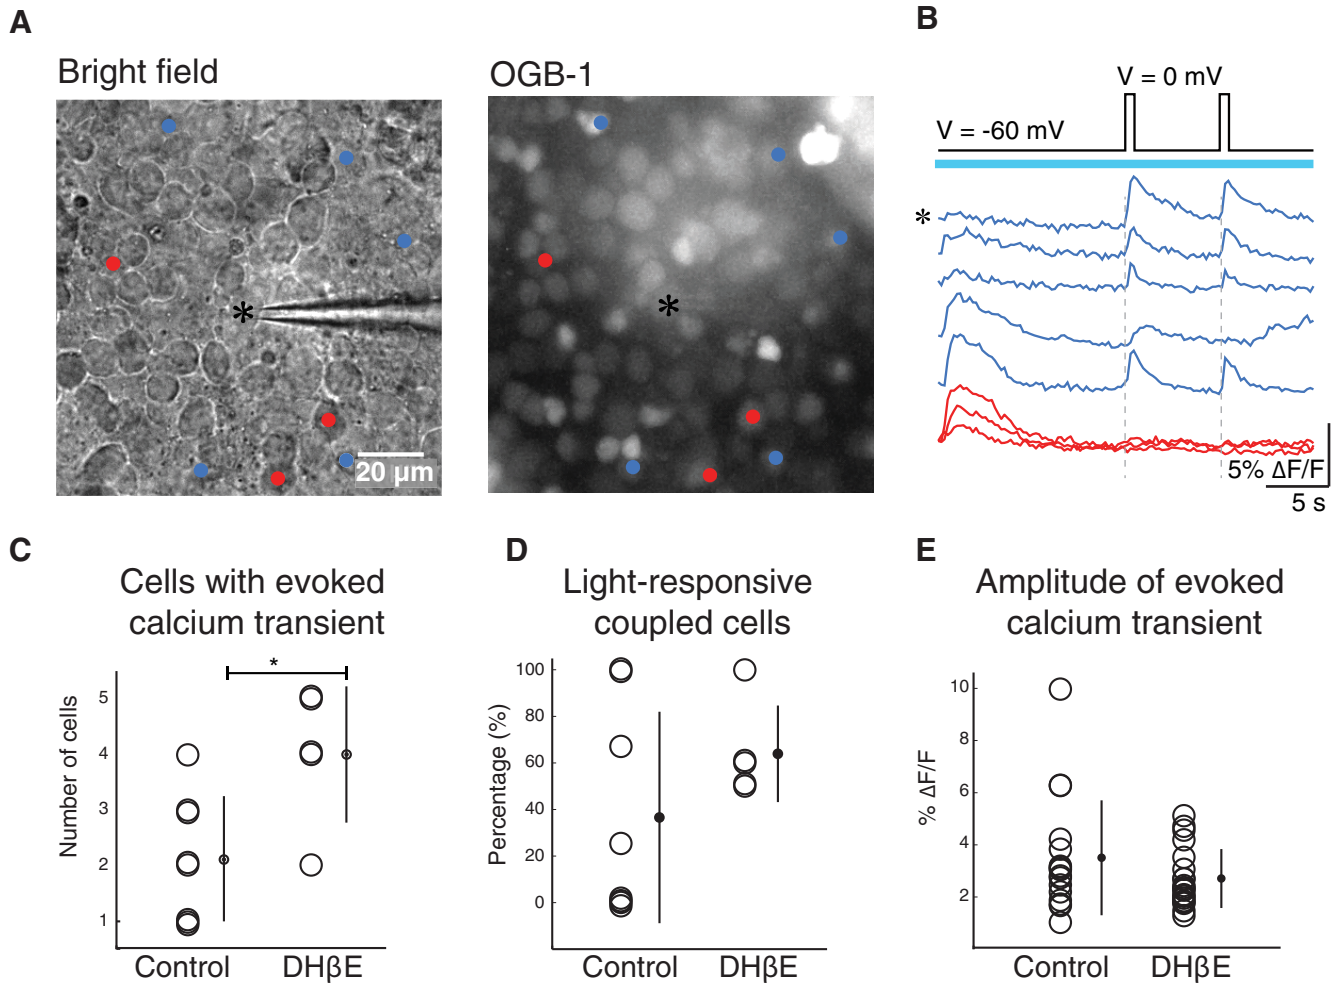 A
Bright field
OGB-1
*
*
20 µm
B
V = 0 mV
V = -60 mV
*
5% ΔF/F
5 s
C
Cells with evoked
calcium transient
*
Number of cells
5
4
3
2
1
Control
DHβE
D
Light-responsive
coupled cells
Percentage (%)
100
80
60
40
20
0
Control
DHβE
E
Amplitude of evoked
calcium transient
% ΔF/F
10
8
6
4
2
Control
DHβE